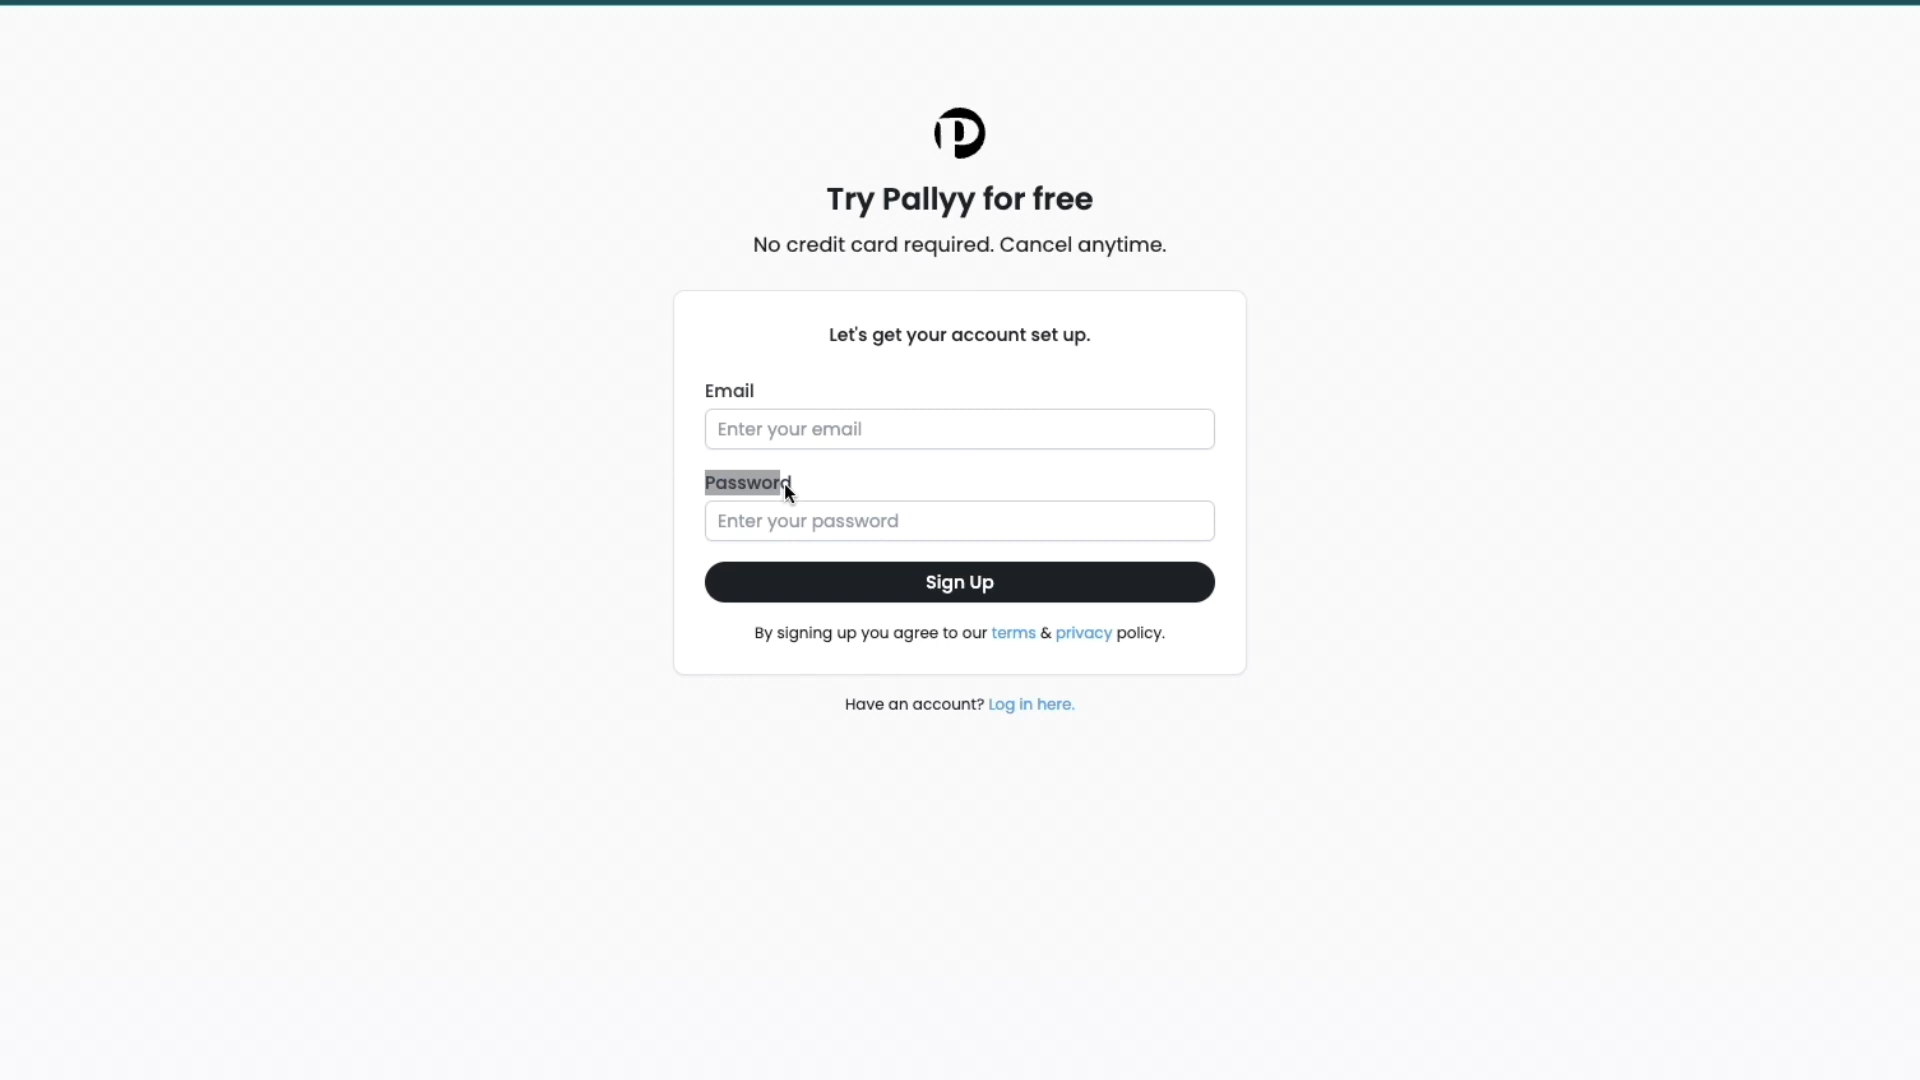 Try Pallyy for free
No credit card required. Cancel anytime.
Let's get your account set up.
Email
Enter your email
Password
Enter your password
Sign Up
By signing up you agree to our terms & privacy policy.
Have an account? Log in here.